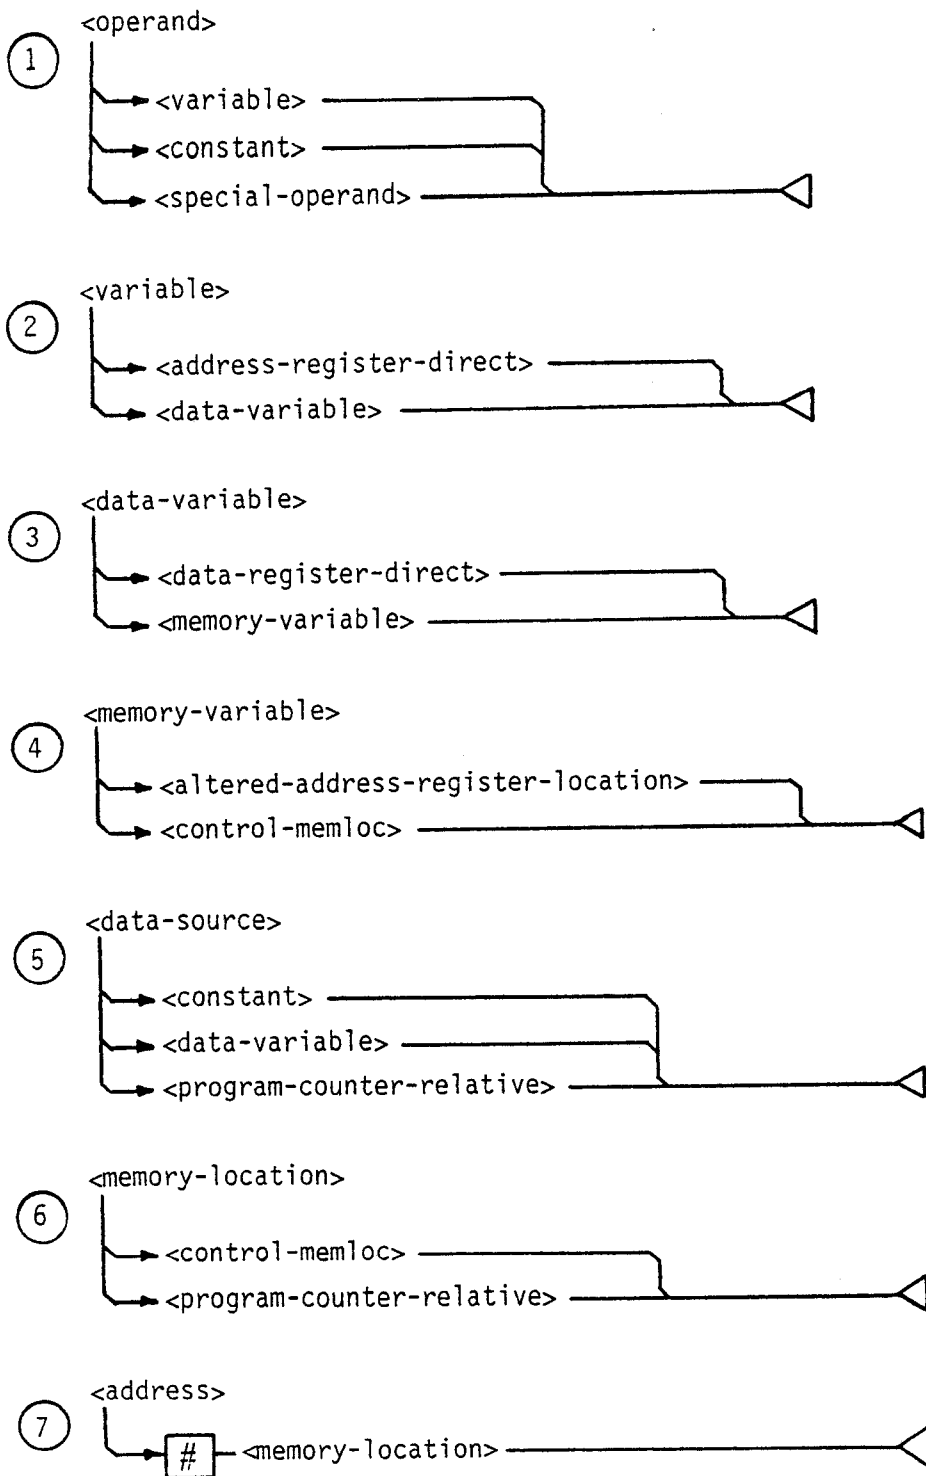 <operand>
1
<variable>
<constant>
<special-operand>
<variable>
2
<address-register-direct>
<data-variable>
<data-variable>
3
<data-register-direct>
<memory-variable>
<memory-variable>
4
<altered-address-register-location>
<control-memloc>
<data-source>
5
<constant>
<data-variable>
<program-counter-relative>
<memory-location>
6
<control-memloc>
<program-counter-relative>
<address>
7
# <memory-location>